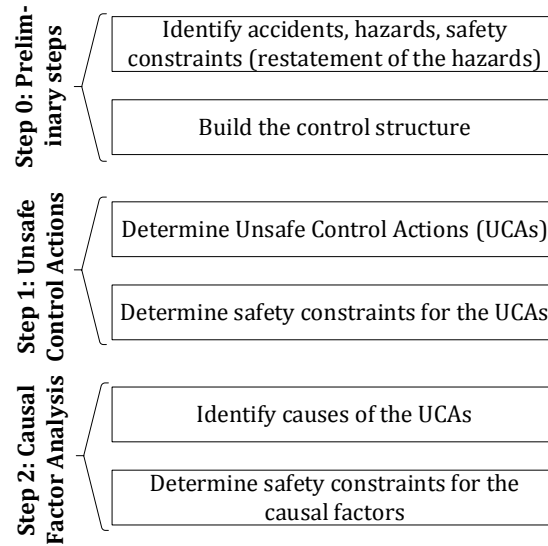 Step 0: Prelim-
inary steps
Identify accidents, hazards, safety
constraints (restatement of the hazards)
Build the control structure
Step 1: Unsafe
Control Actions
Determine Unsafe Control Actions (UCAs)
Determine safety constraints for the UCAs
Step 2: Causal
Factor Analysis
Identify causes of the UCAs
Determine safety constraints for the
causal factors